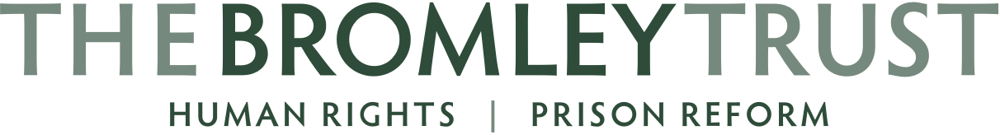 THE BROMLEY TRUST
HUMAN RIGHTS | PRISON REFORM